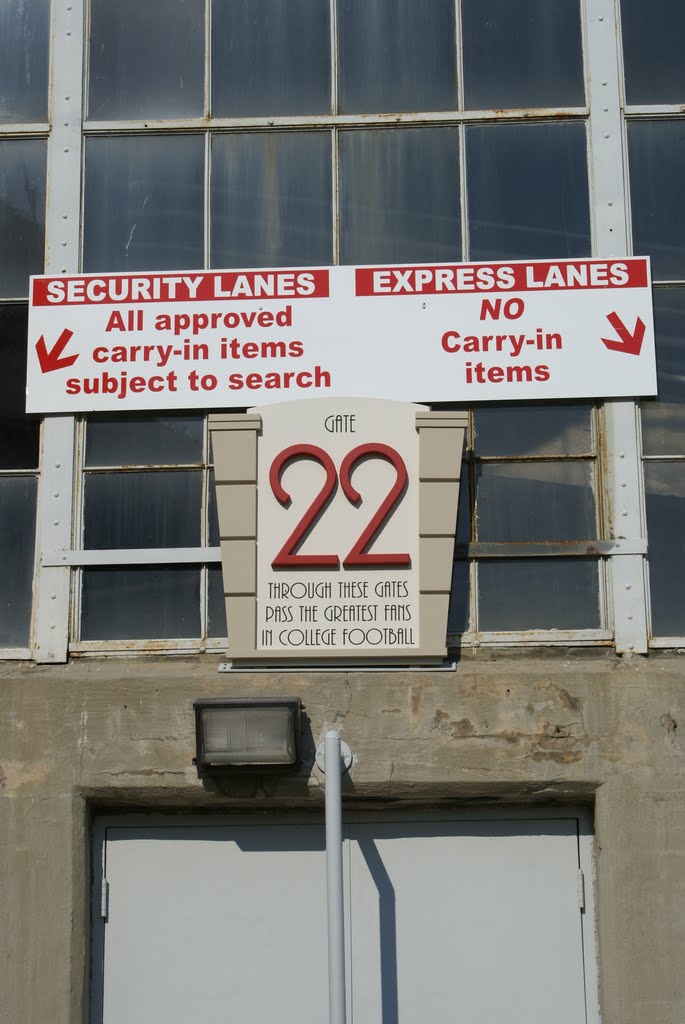 SECURITY LANES
All approved
carry-in items
subject to search
EXPRESS LANES
NO
Carry-in
items
GATE
22
THROUGH THESE GATES
PASS THE GREATEST FANS
IN COLLEGE FOOTBALL